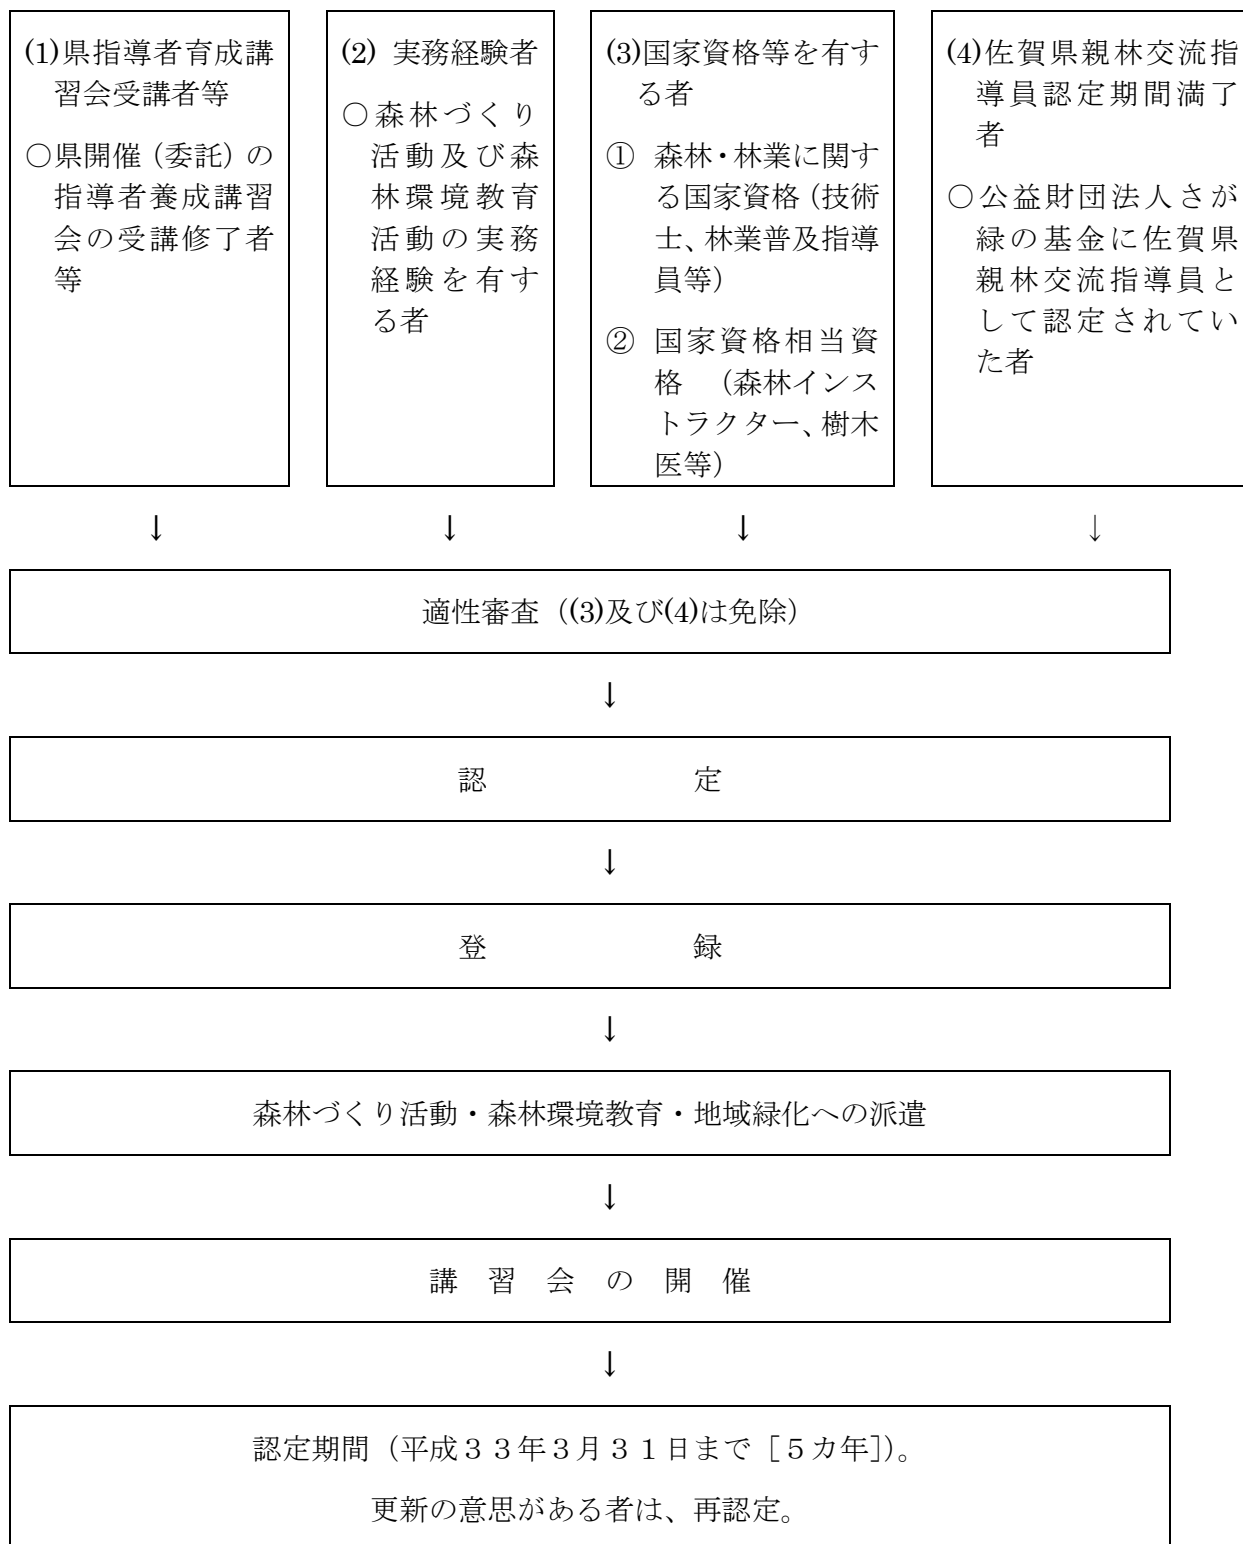 (1)県指導者育成講
習会受講者等
○県開催(委託)の
指導者養成講習
会の受講修了者
等
(2) 実務経験者
○森林づくり
活動及び森
林環境教育
活動の実務
経験を有す
る者
(3)国家資格等を有す
る者
① 森林・林業に関す
る国家資格(技術
士、林業普及指導
員等)
② 国家資格相当資
格 (森林インス
トラクター、樹木
医等)
(4)佐賀県親林交流指
導員認定期間満了
者
○公益財団法人さが
緑の基金に佐賀県
親林交流指導員と
して認定されてい
た者
↓ ↓ ↓ ↓
適性審査((3)及び(4)は免除)
↓
認 定
↓
登 録
↓
森林づくり活動・森林環境教育・地域緑化への派遣
↓
講 習 会 の 開 催
↓
認定期間(平成33年3月31日まで[5カ年])。
更新の意思がある者は、再認定。